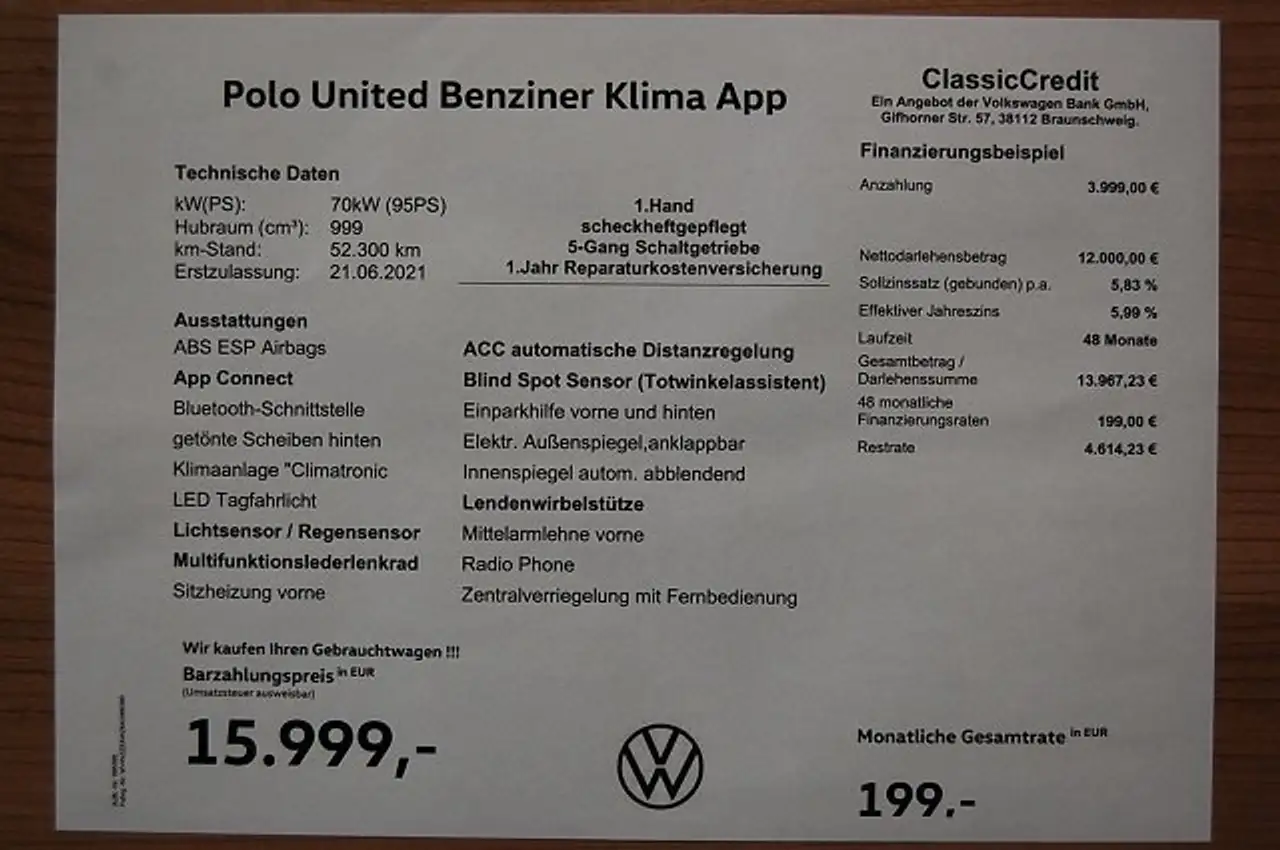 Polo United Benziner Klima App
Technische Daten
kW(PS): 70kW (95PS)
Hubraum (cm³): 999
km-Stand: 52.300 km
Erstzulassung: 21.06.2021
1.Hand
scheckheftgepflegt
5-Gang Schaltgetriebe
1.Jahr Reparaturkostenversicherung
Ausstattungen
ABS ESP Airbags
App Connect
Bluetooth-Schnittstelle
getönte Scheiben hinten
Klimaanlage "Climatronic
LED Tagfahrlicht
Lichtsensor / Regensensor
Multifunktionslederlenkrad
Sitzheizung vorne
ACC automatische Distanzregelung
Blind Spot Sensor (Totwinkelassistent)
Einparkhilfe vorne und hinten
Elektr. Außenspiegel,anklappbar
Innenspiegel autom. abblendend
Lendenwirbelstütze
Mittelarmlehne vorne
Radio Phone
Zentralverriegelung mit Fernbedienung
Wir kaufen Ihren Gebrauchtwagen !!!
Barzahlungspreis in EUR
(Umsatzsteuer ausweisbar)
15.999,-
ClassicCredit
Ein Angebot der Volkswagen Bank GmbH,
Gifhorner Str. 57, 38112 Braunschweig.
Finanzierungsbeispiel
Anzahlung 3.999,00 €
Nettodarlehensbetrag 12.000,00 €
Sollzinssatz (gebunden) p.a. 5,83 %
Effektiver Jahreszins 5,99 %
Laufzeit 48 Monate
Gesamtbetrag /
Darlehenssumme 13.967,23 €
48 monatliche
Finanzierungsraten 199,00 €
Restrate 4.614,23 €
Monatliche Gesamtrate in EUR
199,-